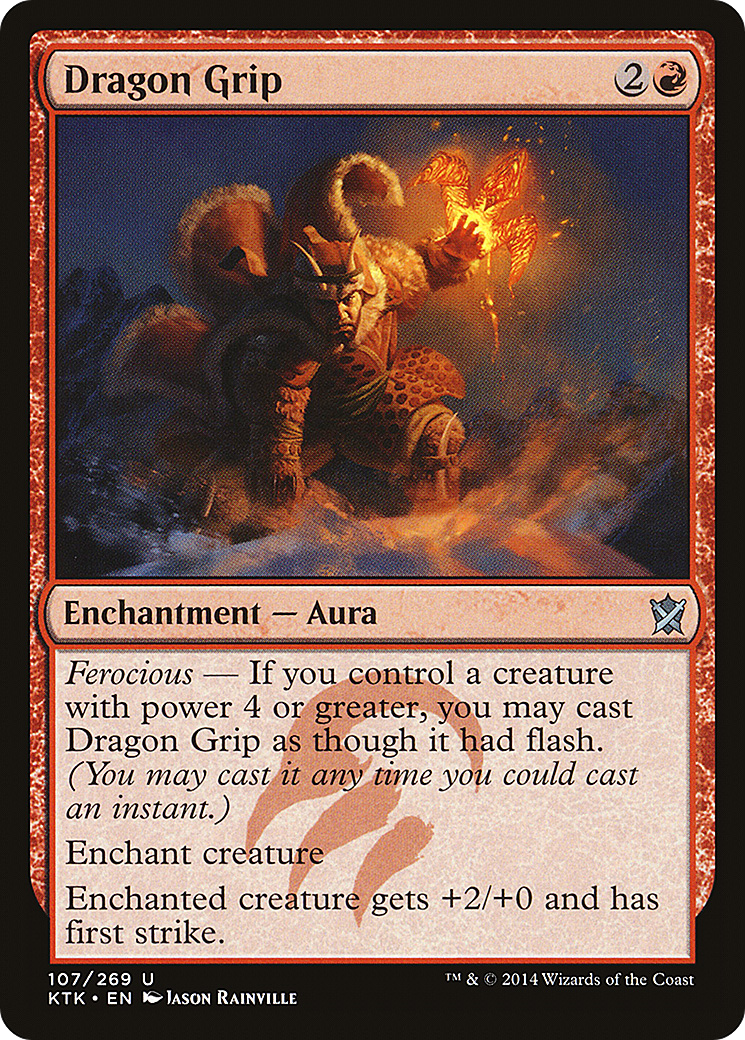 Dragon Grip 2
Enchantment — Aura
Ferocious — If you control a creature
with power 4 or greater, you may cast
Dragon Grip as though it had flash.
(You may cast it any time you could cast
an instant.)
Enchant creature
Enchanted creature gets +2/+0 and has
first strike.
107/269 U ™ & © 2014 Wizards of the Coast
KTK • EN Jason Rainville